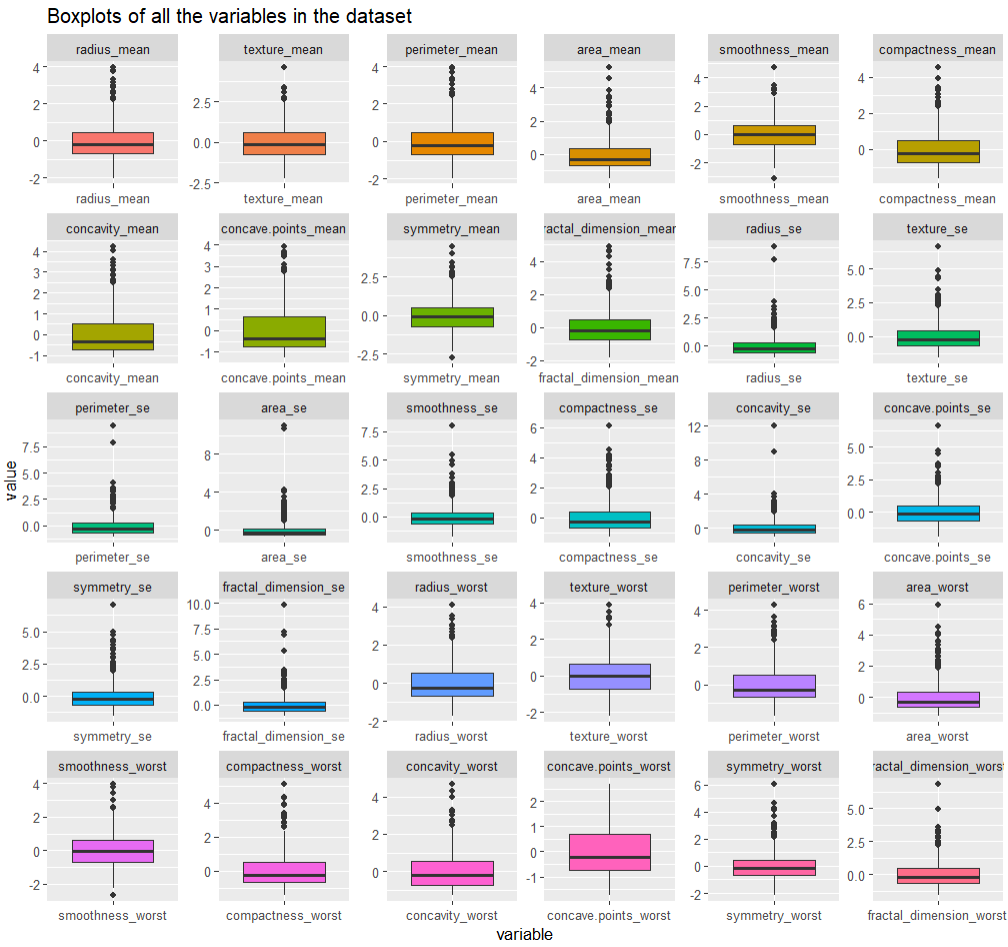 Boxplots of all the variables in the dataset
radius_mean texture_mean perimeter_mean area_mean smoothness_mean compactness_mean
4 2 0 -2
2.5 0.0 -2.5
4 2 0 -2
4 2 0
4 2 0 -2
4 2 0
radius_mean texture_mean perimeter_mean area_mean smoothness_mean compactness_mean
concavity_mean concave.points_mean symmetry_mean ractal_dimension_mean radius_se texture_se
4 3 2 1 0 -1
4 3 2 1 0 -1
2.5 0.0 -2.5
4 2 0 -2
7.5 5.0 2.5 0.0
5.0 2.5 0.0
concavity_mean concave.points_mean symmetry_mean fractal_dimension_mean radius_se texture_se
perimeter_se area_se smoothness_se compactness_se concavity_se concave.points_se
7.5 5.0 2.5 0.0
8 4 0
7.5 5.0 2.5 0.0
6 4 2 0
12 8 4 0
5.0 2.5 0.0
value
perimeter_se area_se smoothness_se compactness_se concavity_se concave.points_se
symmetry_se fractal_dimension_se radius_worst texture_worst perimeter_worst area_worst
5.0 2.5 0.0
10.0 7.5 5.0 2.5 0.0
4 2 0 -2
4 2 0 -2
4 2 0
6 4 2 0
symmetry_se fractal_dimension_se radius_worst texture_worst perimeter_worst area_worst
smoothness_worst compactness_worst concavity_worst concave.points_worst symmetry_worst ractal_dimension_worst
4 2 0 -2
4 2 0
4 2 0
2 1 0 -1
6 4 2 0 -2
5.0 2.5 0.0
smoothness_worst compactness_worst concavity_worst concave.points_worst symmetry_worst fractal_dimension_worst
variable